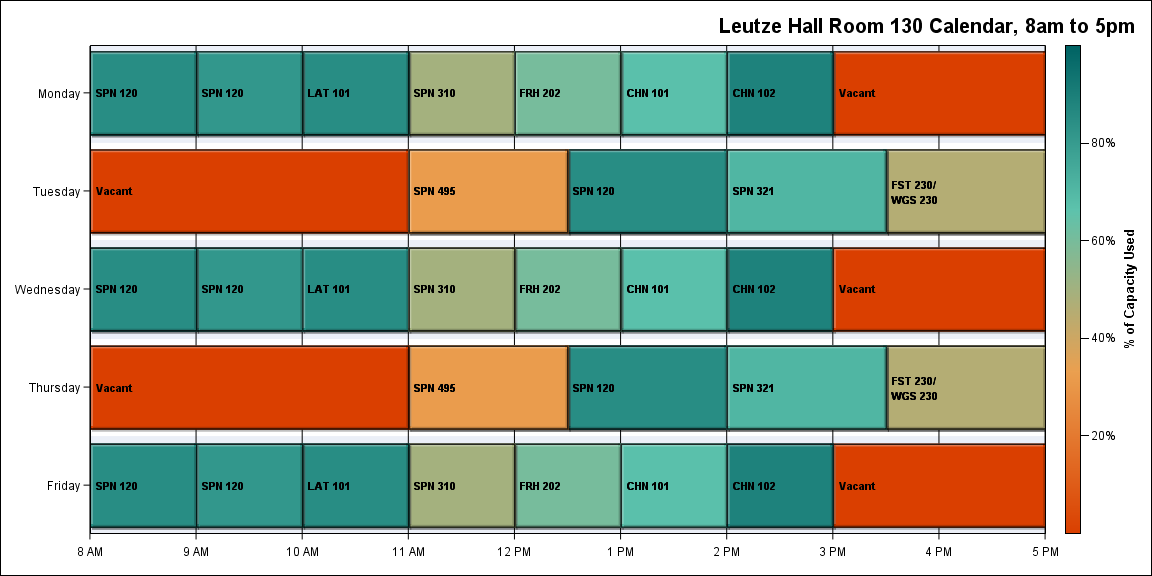 Leutze Hall Room 130 Calendar, 8am to 5pm
Monday
SPN 120
SPN 120
LAT 101
SPN 310
FRH 202
CHN 101
CHN 102
Vacant
Tuesday
Vacant
SPN 495
SPN 120
SPN 321
FST 230/
WGS 230
Wednesday
SPN 120
SPN 120
LAT 101
SPN 310
FRH 202
CHN 101
CHN 102
Vacant
Thursday
Vacant
SPN 495
SPN 120
SPN 321
FST 230/
WGS 230
Friday
SPN 120
SPN 120
LAT 101
SPN 310
FRH 202
CHN 101
CHN 102
Vacant
8 AM
9 AM
10 AM
11 AM
12 PM
1 PM
2 PM
3 PM
4 PM
5 PM
80%
60%
40%
20%
% of Capacity Used